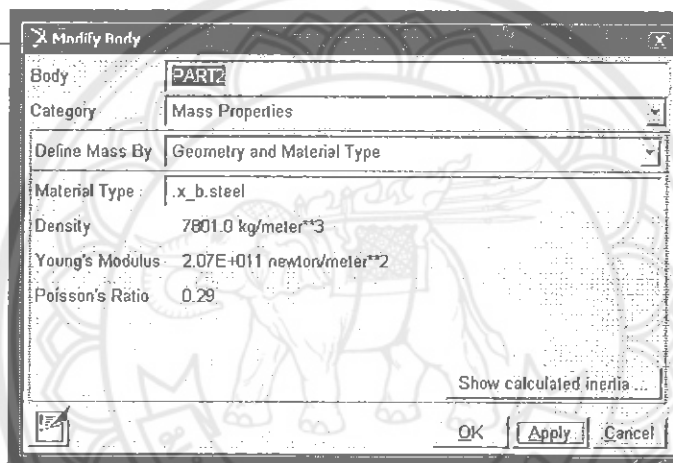 Modify Body
Body PART2
Category Mass Properties
Define Mass By Geometry and Material Type
Material Type : .x_b.steel
Density 7801.0 kg/meter**3
Young's Modulus 2.07E+011 newton/meter**2
Poisson's Ratio 0.29
Show calculated inertia ...
OK Apply Cancel